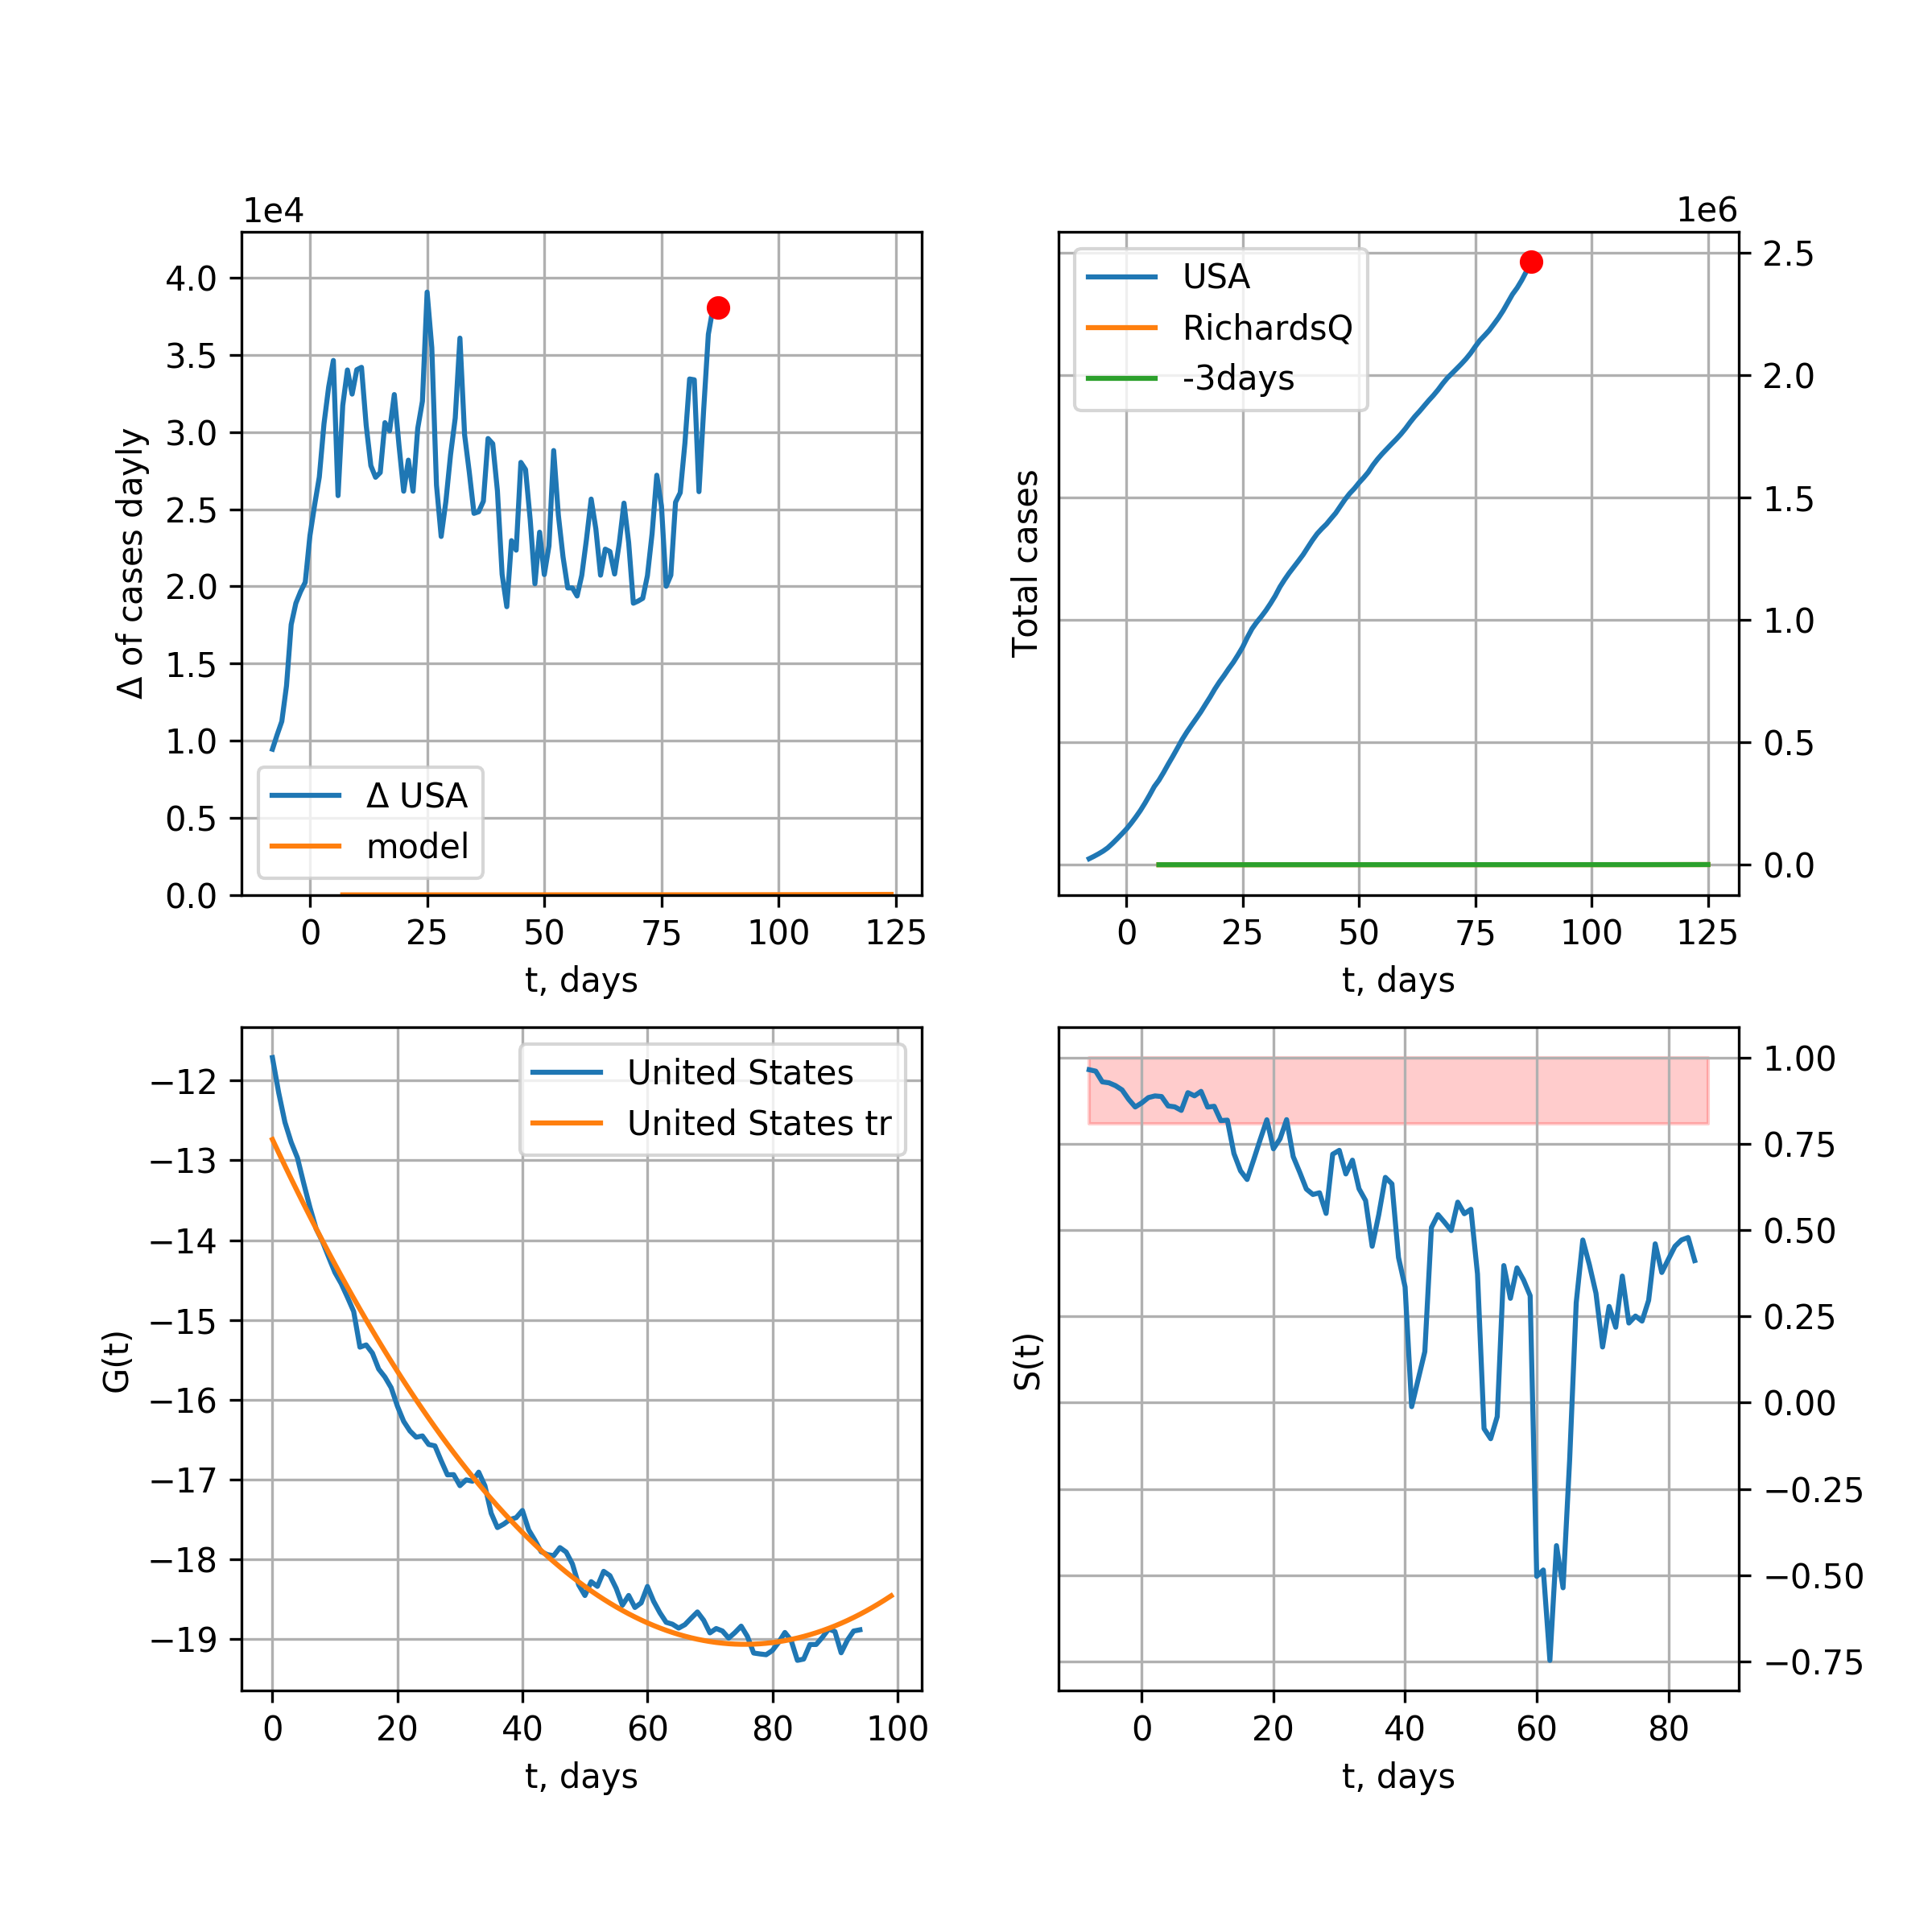 1e4
4.0
3.5
3.0
2.5
2.0
1.5
1.0
0.5
0.0
Δ of cases dayly
Δ USA
model
0 25 50 75 100 125
t, days
1e6
USA
RichardsQ
-3days
2.5
2.0
1.5
1.0
0.5
0.0
Total cases
0 25 50 75 100 125
t, days
United States
United States tr
−12
−13
−14
−15
−16
−17
−18
−19
G(t)
0 20 40 60 80 100
t, days
1.00
0.75
0.50
0.25
0.00
−0.25
−0.50
−0.75
S(t)
0 20 40 60 80
t, days